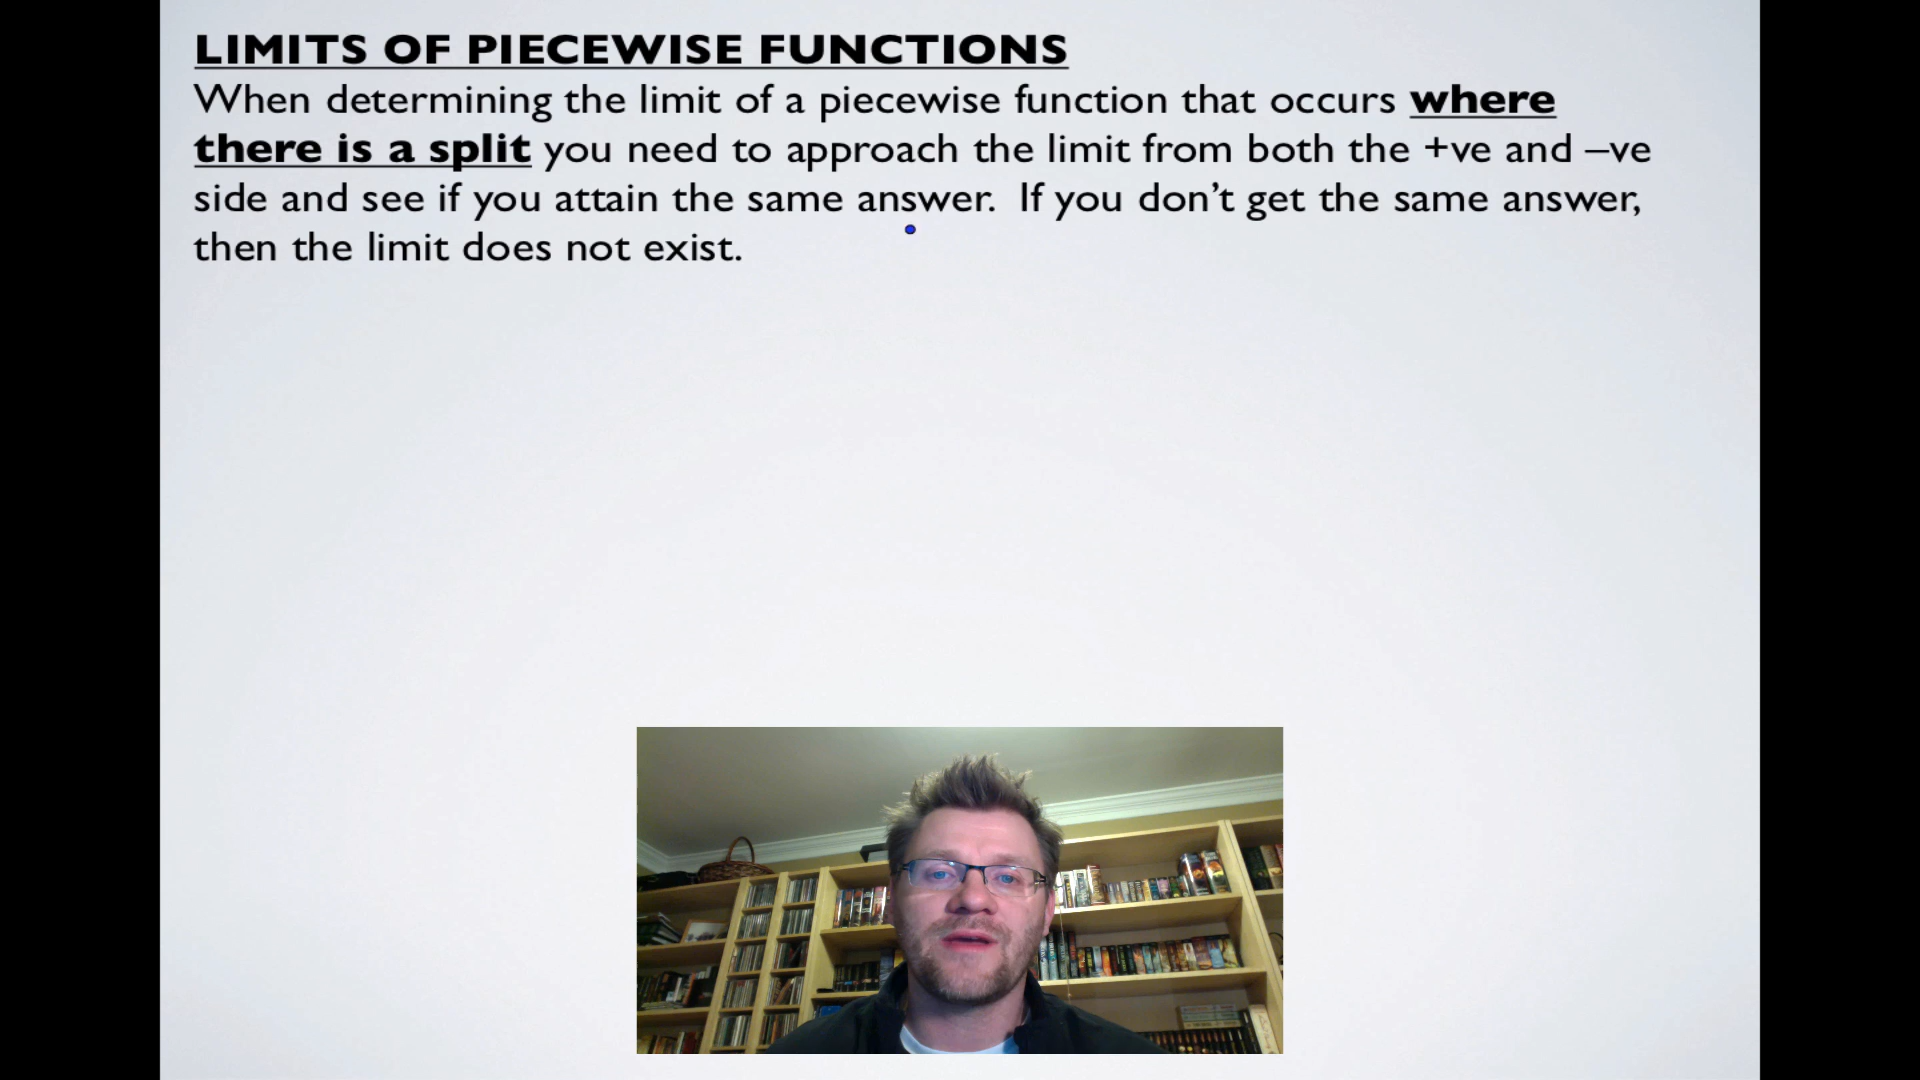 LIMITS OF PIECEWISE FUNCTIONS
When determining the limit of a piecewise function that occurs where
there is a split you need to approach the limit from both the +ve and –ve
side and see if you attain the same answer.  If you don’t get the same answer,
then the limit does not exist.